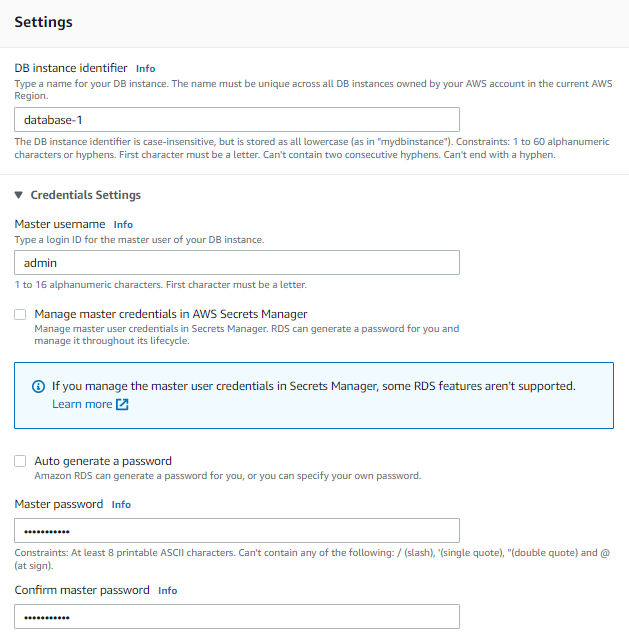 Settings
DB instance identifier Info
Type a name for your DB instance. The name must be unique across all DB instances owned by your AWS account in the current AWS
Region.
database-1
The DB instance identifier is case-insensitive, but is stored as all lowercase (as in "mydbinstance"). Constraints: 1 to 60 alphanumeric
characters or hyphens. First character must be a letter. Can't contain two consecutive hyphens. Can't end with a hyphen.
▼ Credentials Settings
Master username Info
Type a login ID for the master user of your DB instance.
admin
1 to 16 alphanumeric characters. First character must be a letter.
Manage master credentials in AWS Secrets Manager
Manage master user credentials in Secrets Manager. RDS can generate a password for you and
manage it throughout its lifecycle.
If you manage the master user credentials in Secrets Manager, some RDS features aren't supported.
Learn more
Auto generate a password
Amazon RDS can generate a password for you, or you can specify your own password.
Master password Info
•••••••••••
Constraints: At least 8 printable ASCII characters. Can't contain any of the following: / (slash), '(single quote), "(double quote) and @
(at sign).
Confirm master password Info
•••••••••••